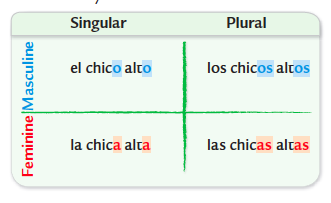 Singular Plural
Masculine
el chico alto los chicos altos
Feminine
la chica alta las chicas altas